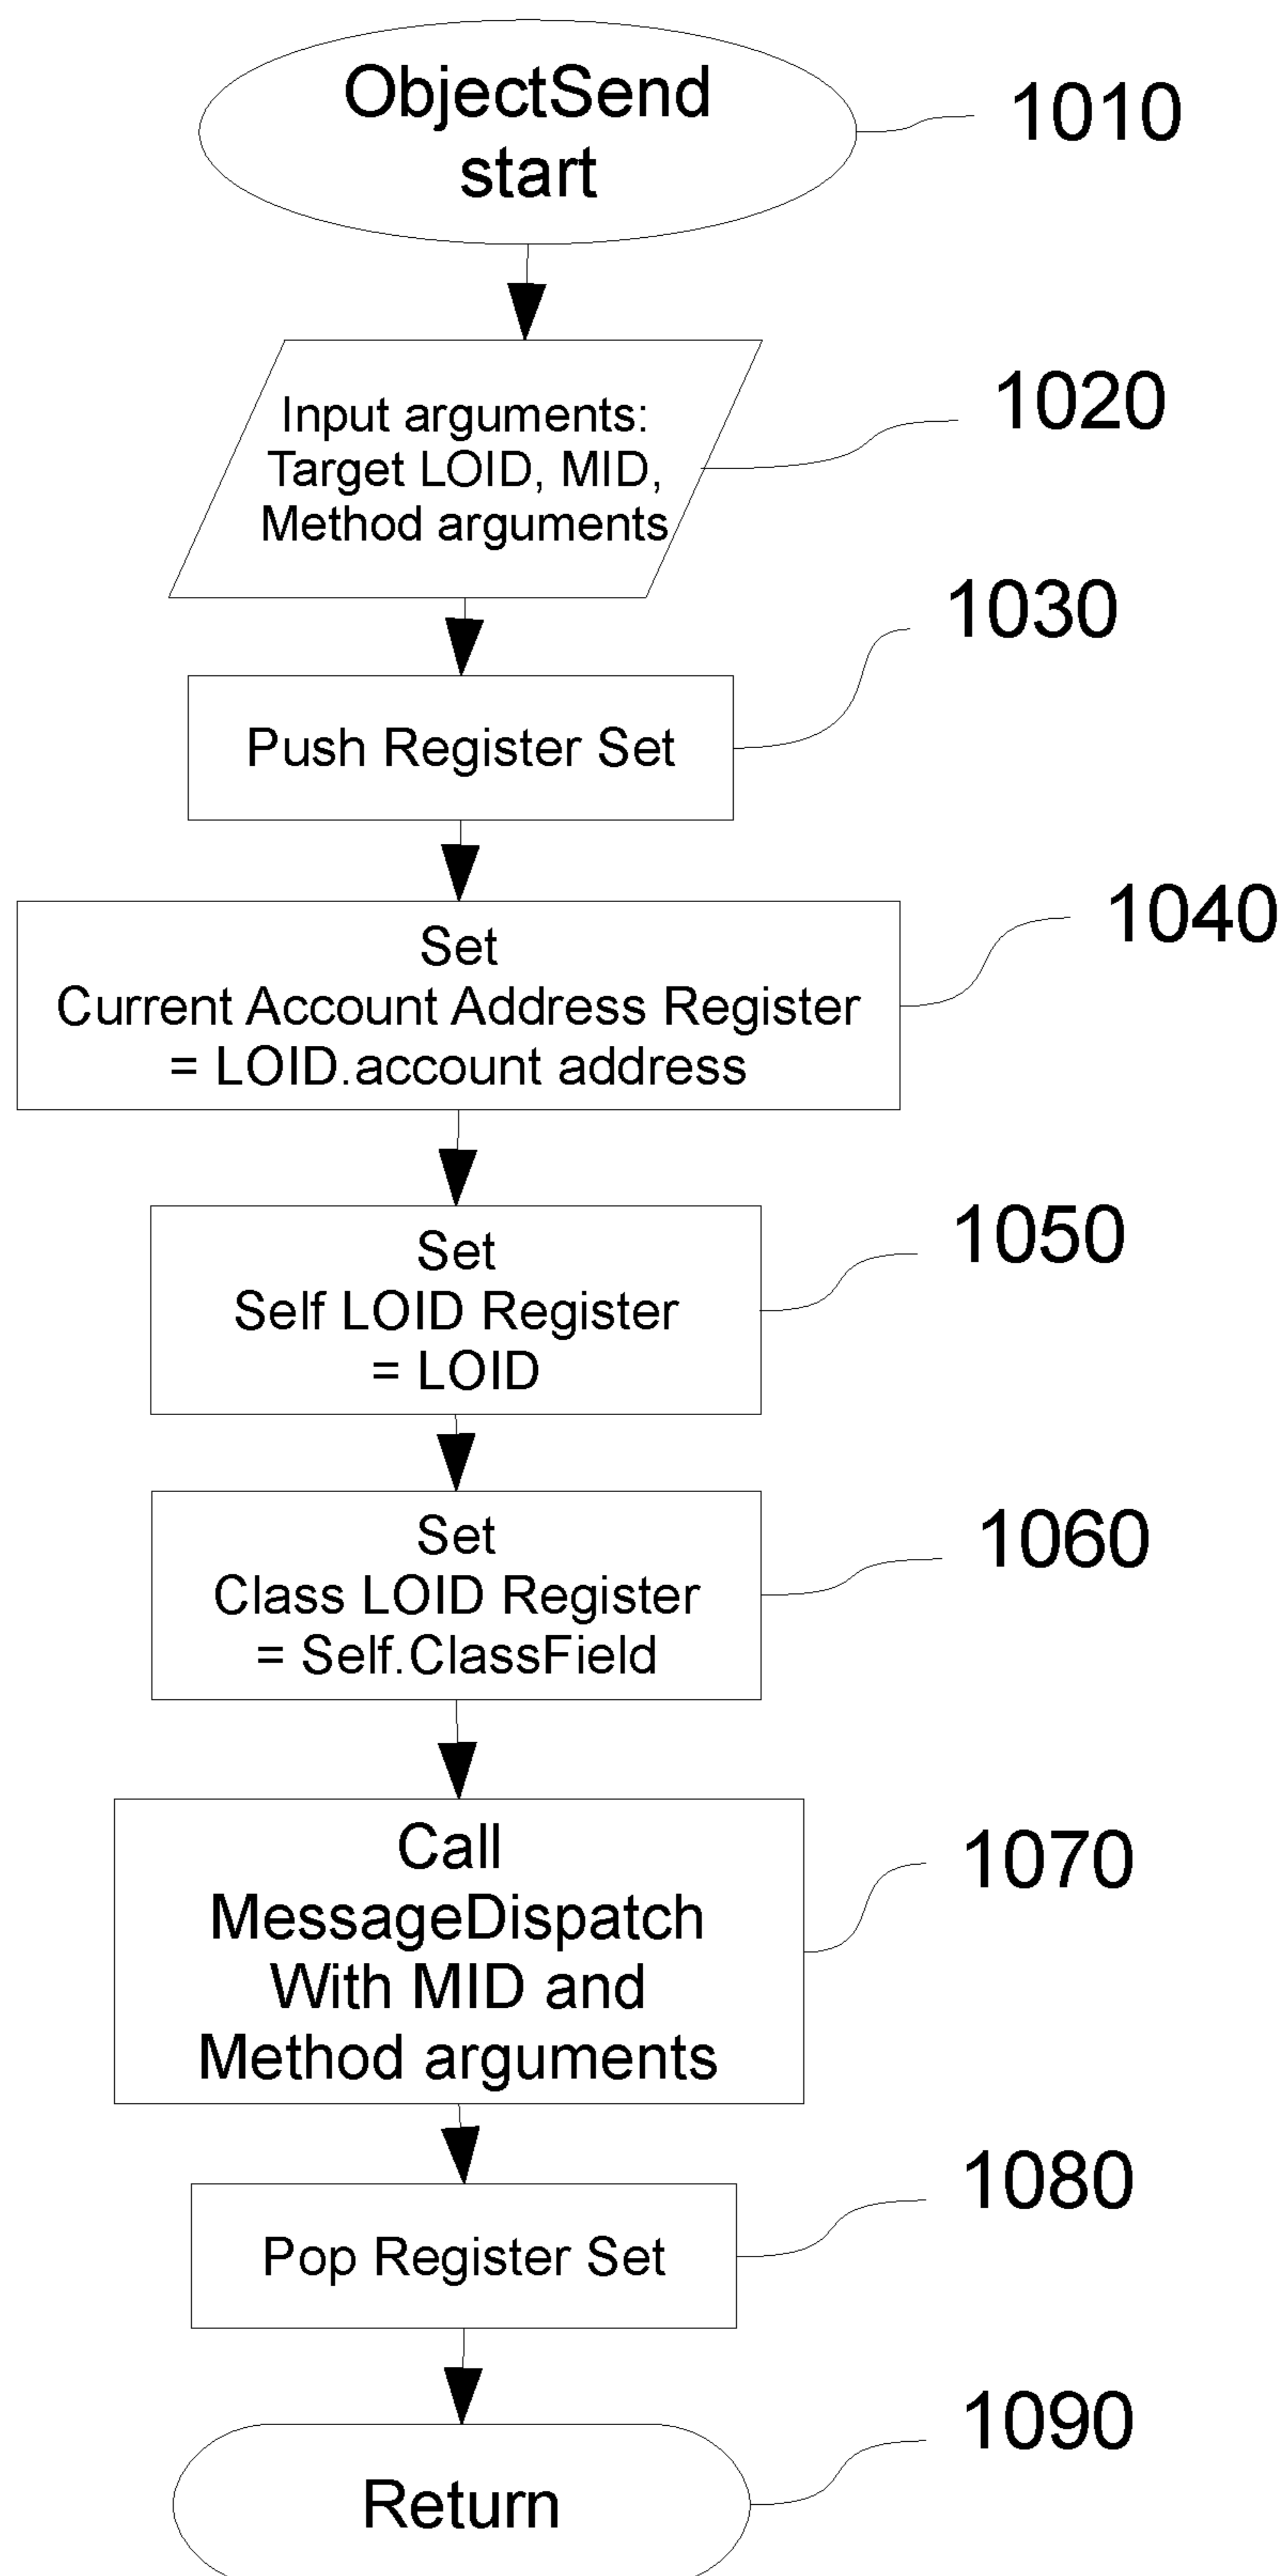 ObjectSend
start
1010
Input arguments:
Target LOID, MID,
Method arguments
1020
Push Register Set
1030
Set
Current Account Address Register
= LOID.account address
1040
Set
Self LOID Register
= LOID
1050
Set
Class LOID Register
= Self.ClassField
1060
Call
MessageDispatch
With MID and
Method arguments
1070
Pop Register Set
1080
Return
1090